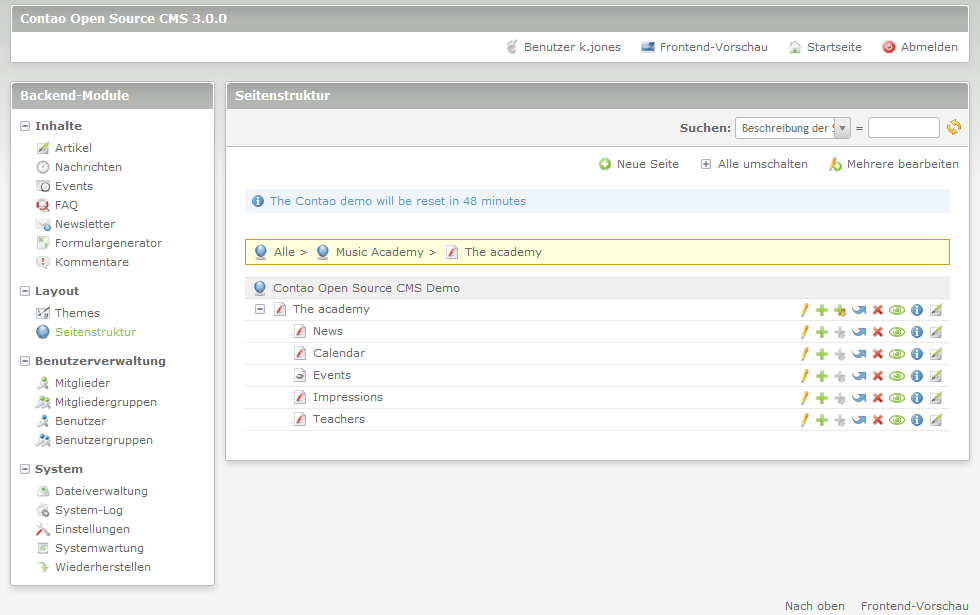 Contao Open Source CMS 3.0.0
Benutzer k.jones Frontend-Vorschau Startseite Abmelden
Backend-Module
Inhalte
Artikel
Nachrichten
Events
FAQ
Newsletter
Formulargenerator
Kommentare
Layout
Themes
Seitenstruktur
Benutzerverwaltung
Mitglieder
Mitgliedergruppen
Benutzer
Benutzergruppen
System
Dateiverwaltung
System-Log
Einstellungen
Systemwartung
Wiederherstellen
Seitenstruktur
Suchen: Beschreibung der =
Neue Seite Alle umschalten Mehrere bearbeiten
The Contao demo will be reset in 48 minutes
Alle > Music Academy > The academy
Contao Open Source CMS Demo
The academy
News
Calendar
Events
Impressions
Teachers
Nach oben Frontend-Vorschau